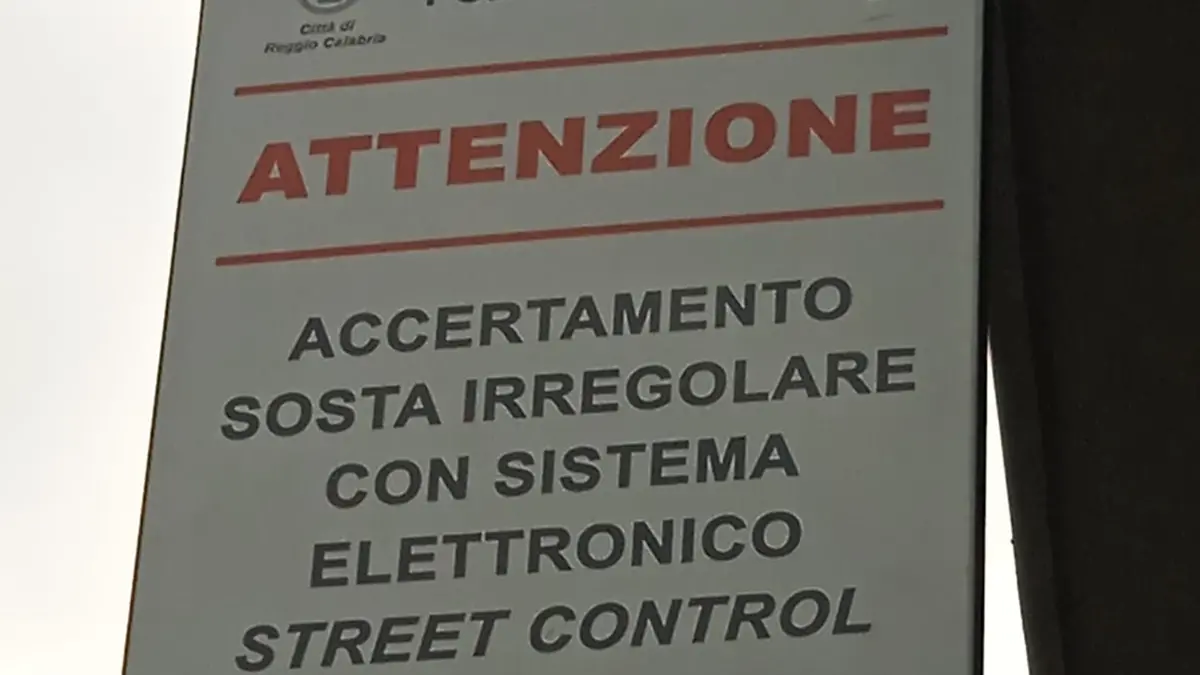 Città di
Reggio Calabria
ATTENZIONE
ACCERTAMENTO
SOSTA IRREGOLARE
CON SISTEMA
ELETTRONICO
STREET CONTROL